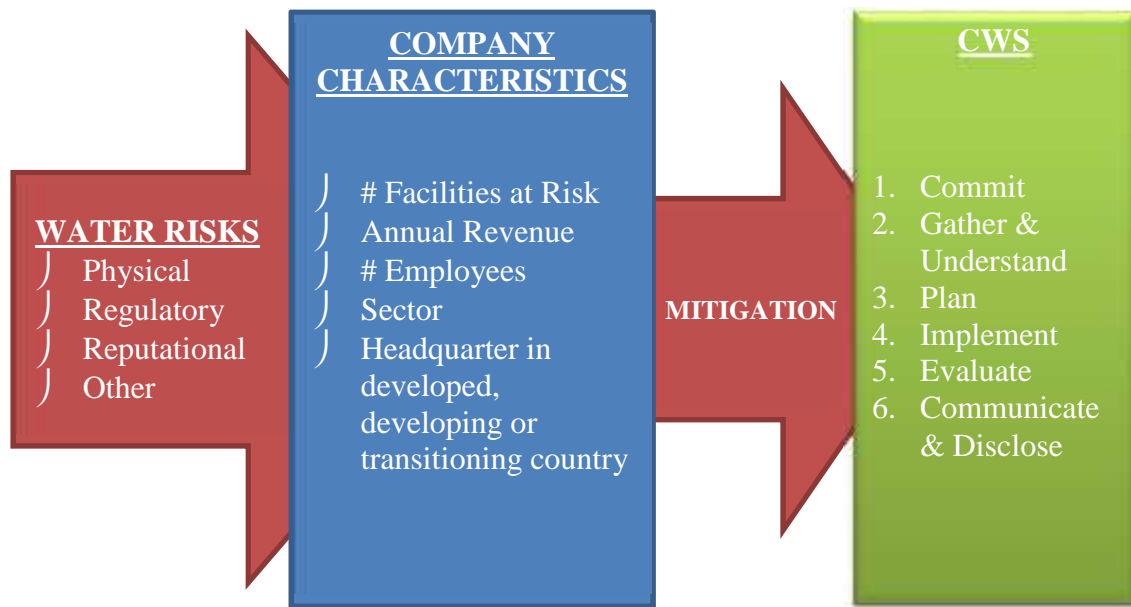 WATER RISKS
⌡ Physical
⌡ Regulatory
⌡ Reputational
⌡ Other
COMPANY
CHARACTERISTICS
⌡ # Facilities at Risk
⌡ Annual Revenue
⌡ # Employees
⌡ Sector
⌡ Headquarter in
developed,
developing or
transitioning country
MITIGATION
CWS
1. Commit
2. Gather &
Understand
3. Plan
4. Implement
5. Evaluate
6. Communicate
& Disclose